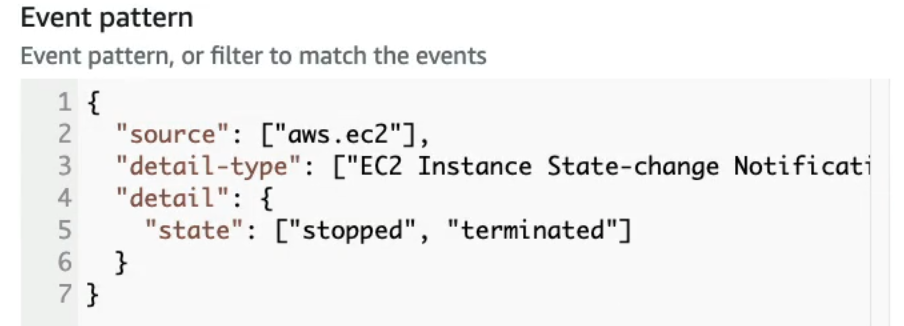 Event pattern
Event pattern, or filter to match the events
1 {
2 "source": ["aws.ec2"],
3 "detail-type": ["EC2 Instance State-change Notificati
4 "detail": {
5 "state": ["stopped", "terminated"]
6 }
7 }